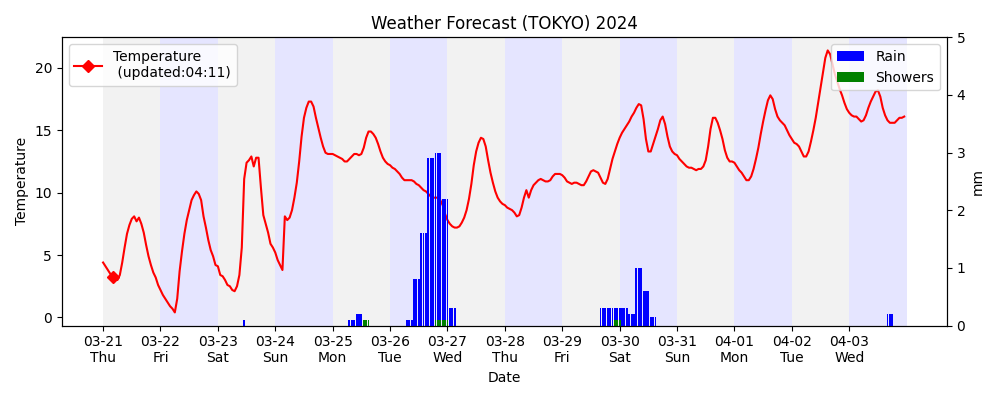 Weather Forecast (TOKYO) 2024
Temperature
(updated:04:11)
Rain
Showers
Temperature
20
15
10
5
0
5
4
3
2
1
0
mm
03-21 03-22 03-23 03-24 03-25 03-26 03-27 03-28 03-29 03-30 03-31 04-01 04-02 04-03
Thu Fri Sat Sun Mon Tue Wed Thu Fri Sat Sun Mon Tue Wed
Date